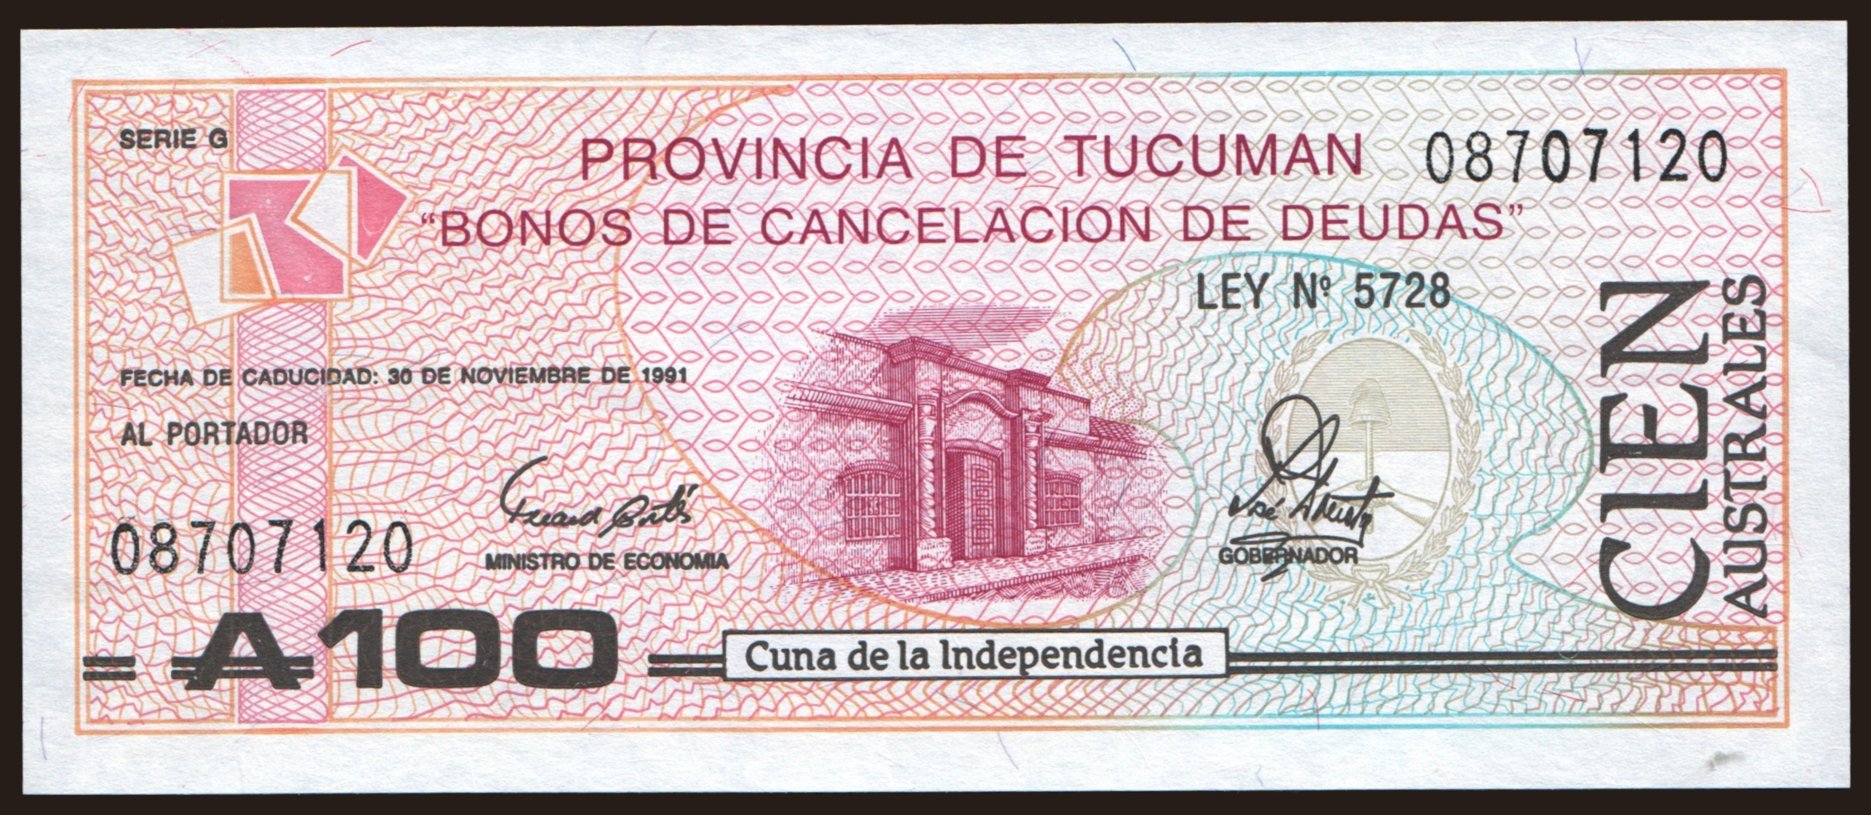 SERIE G
PROVINCIA DE TUCUMAN 08707120
"BONOS DE CANCELACION DE DEUDAS"
LEY Nº 5728
FECHA DE CADUCIDAD: 30 DE NOVIEMBRE DE 1991
AL PORTADOR
08707120
MINISTRO DE ECONOMIA
GOBERNADOR
₳100
Cuna de la Independencia
CIEN
AUSTRALES